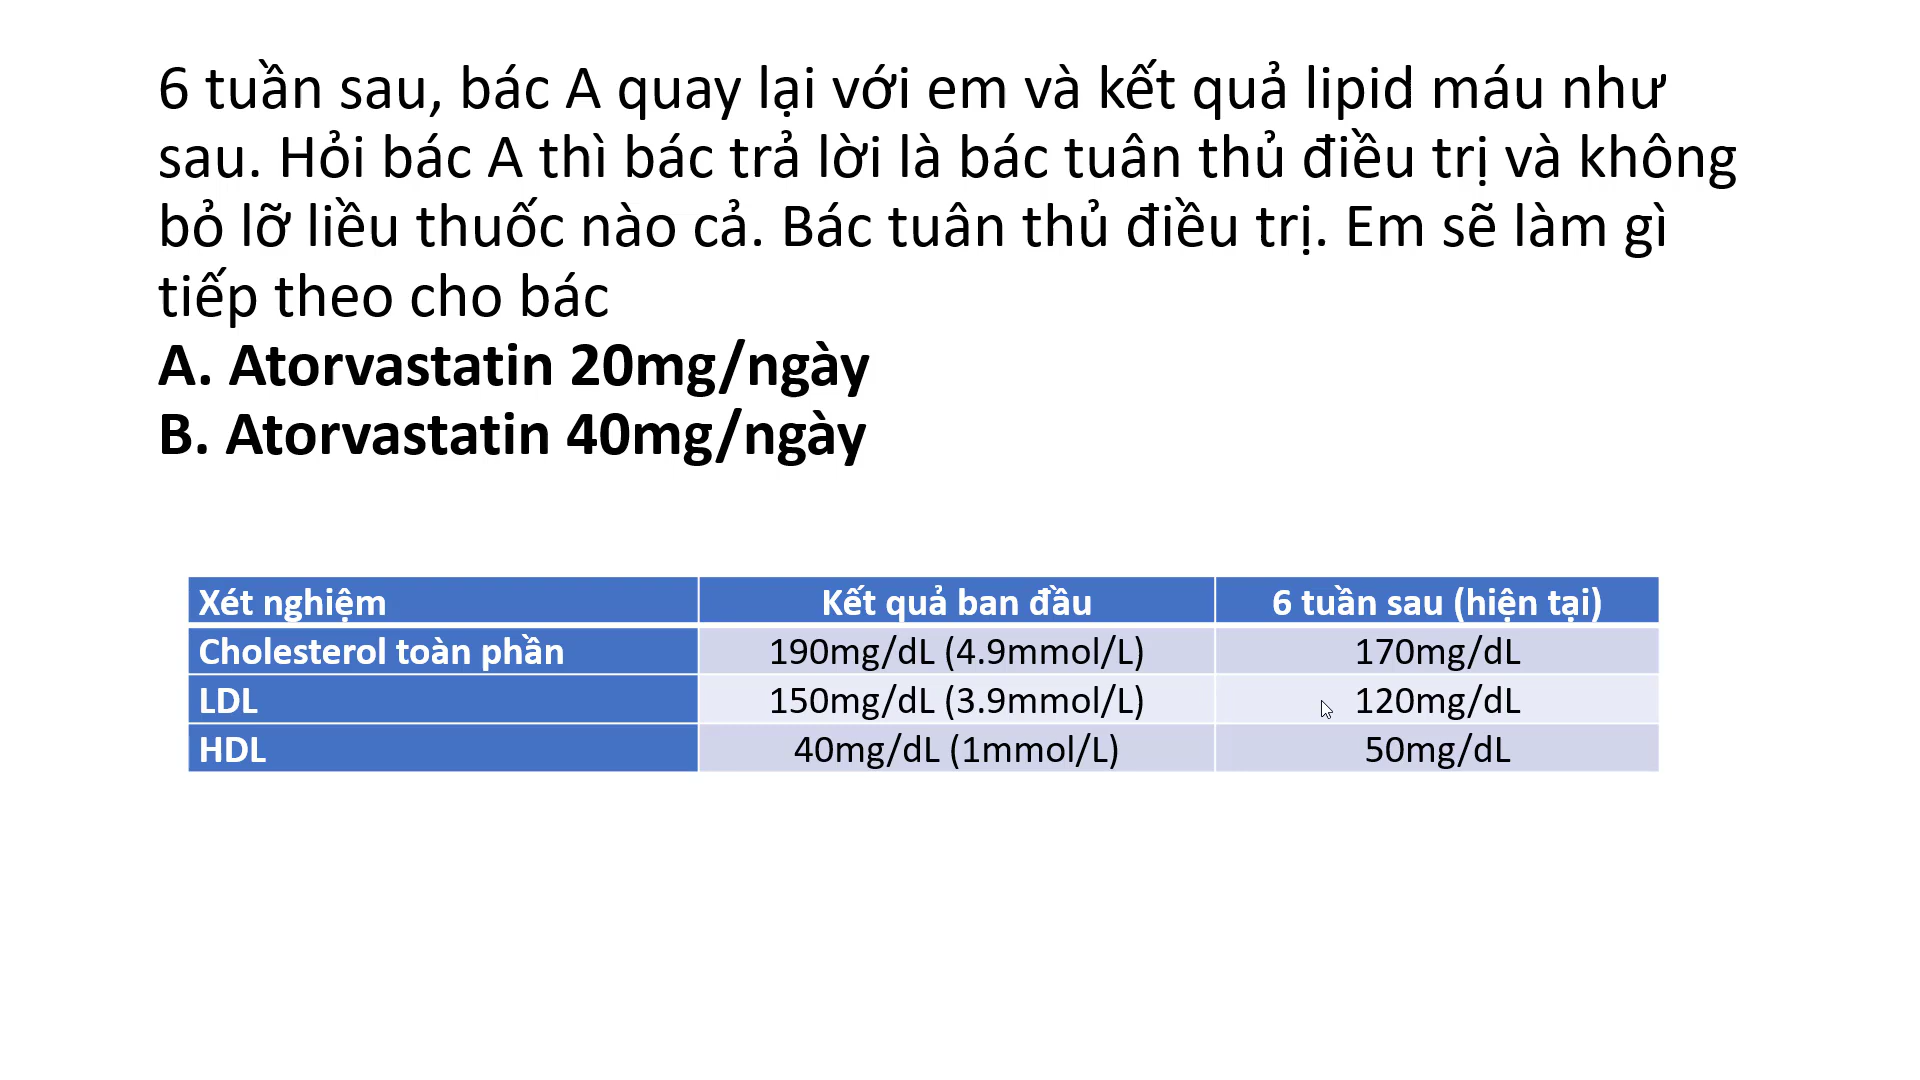 6 tuần sau, bác A quay lại với em và kết quả lipid máu như
sau. Hỏi bác A thì bác trả lời là bác tuân thủ điều trị và không
bỏ lỡ liều thuốc nào cả. Bác tuân thủ điều trị. Em sẽ làm gì
tiếp theo cho bác
A. Atorvastatin 20mg/ngày
B. Atorvastatin 40mg/ngày
Xét nghiệm Kết quả ban đầu 6 tuần sau (hiện tại)
Cholesterol toàn phần 190mg/dL (4.9mmol/L) 170mg/dL
LDL 150mg/dL (3.9mmol/L) 120mg/dL
HDL 40mg/dL (1mmol/L) 50mg/dL